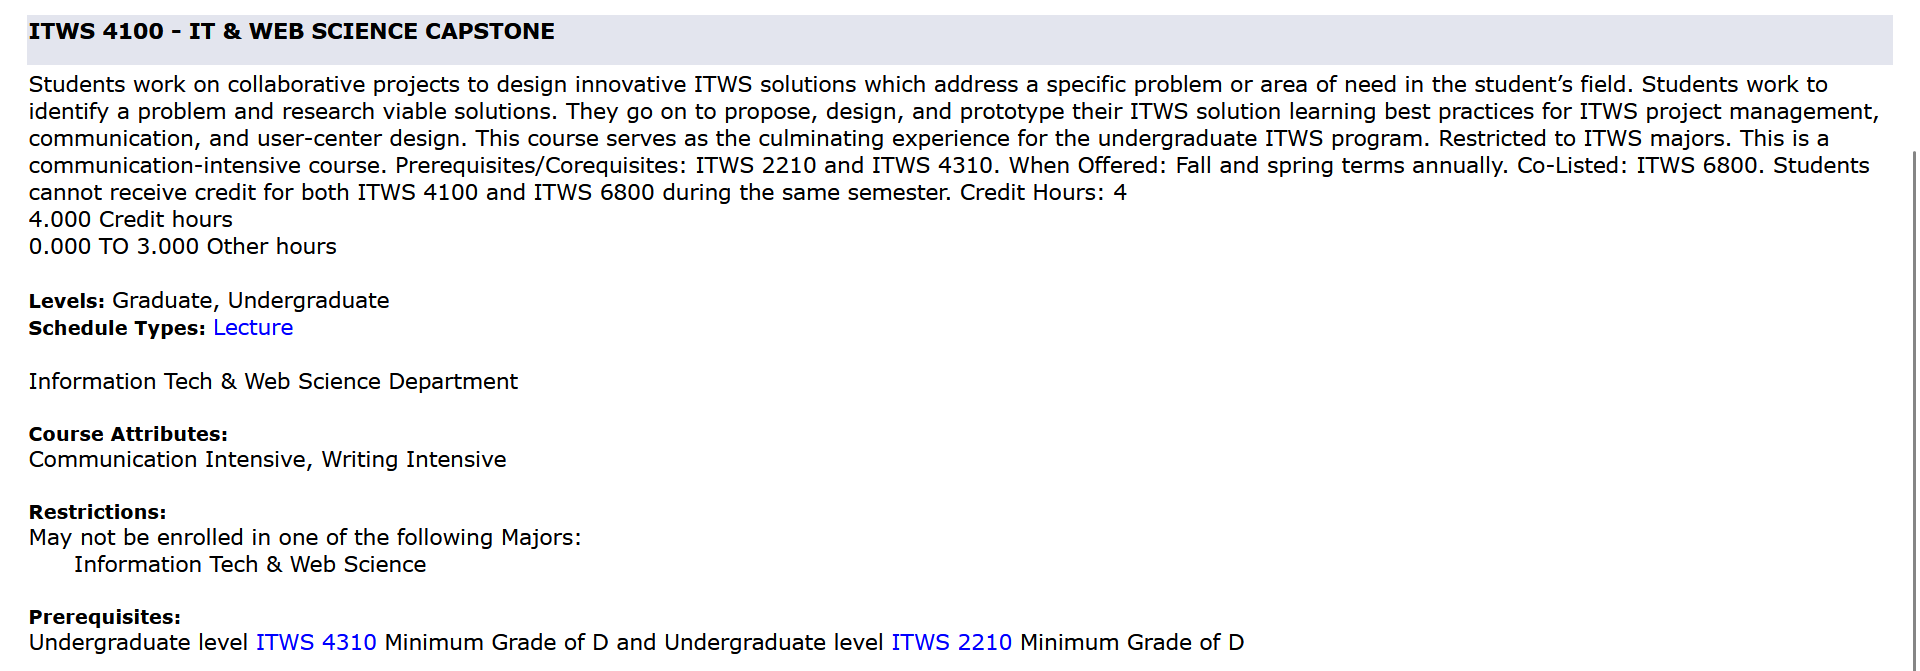 ITWS 4100 - IT & WEB SCIENCE CAPSTONE
Students work on collaborative projects to design innovative ITWS solutions which address a specific problem or area of need in the student’s field. Students work to
identify a problem and research viable solutions. They go on to propose, design, and prototype their ITWS solution learning best practices for ITWS project management,
communication, and user-center design. This course serves as the culminating experience for the undergraduate ITWS program. Restricted to ITWS majors. This is a
communication-intensive course. Prerequisites/Corequisites: ITWS 2210 and ITWS 4310. When Offered: Fall and spring terms annually. Co-Listed: ITWS 6800. Students
cannot receive credit for both ITWS 4100 and ITWS 6800 during the same semester. Credit Hours: 4
4.000 Credit hours
0.000 TO 3.000 Other hours
Levels: Graduate, Undergraduate
Schedule Types: Lecture
Information Tech & Web Science Department
Course Attributes:
Communication Intensive, Writing Intensive
Restrictions:
May not be enrolled in one of the following Majors:
Information Tech & Web Science
Prerequisites:
Undergraduate level ITWS 4310 Minimum Grade of D and Undergraduate level ITWS 2210 Minimum Grade of D